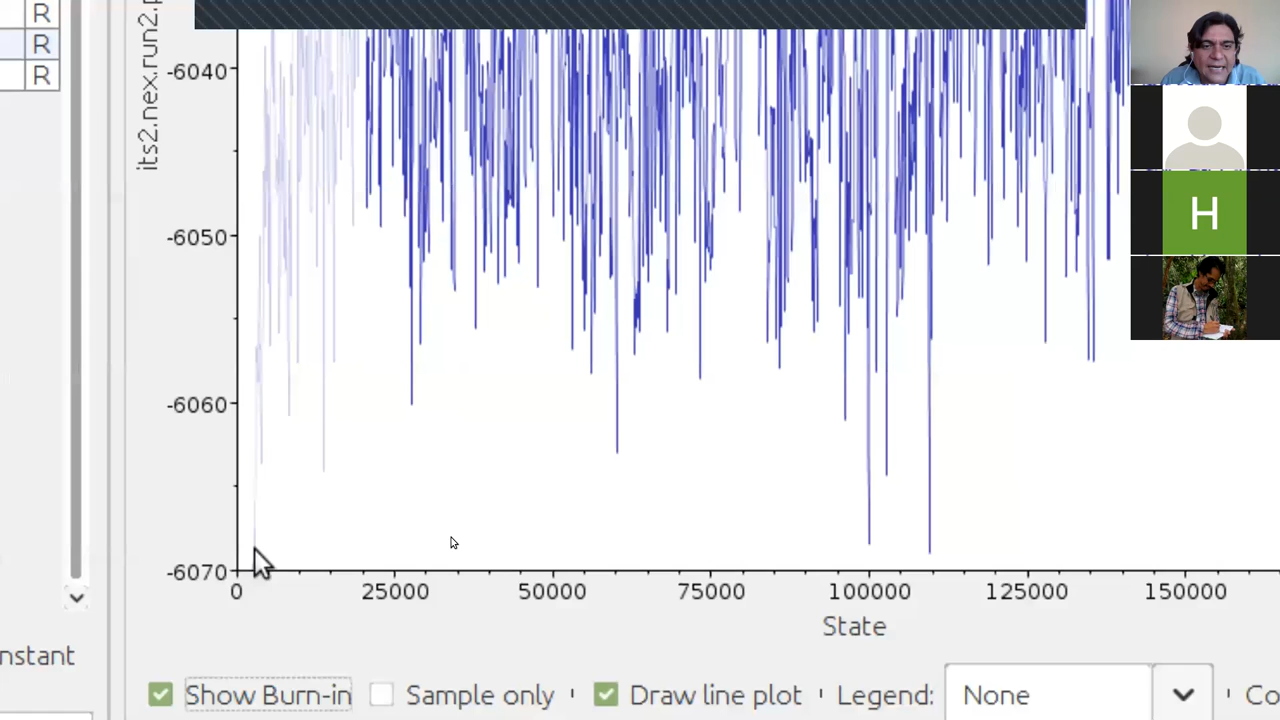 R
R
R
its2.nex.run2.p
-6040
-6050
-6060
-6070
0 25000 50000 75000 100000 125000 150000
State
H
nstant
Show Burn-in Sample only Draw line plot Legend: None Co